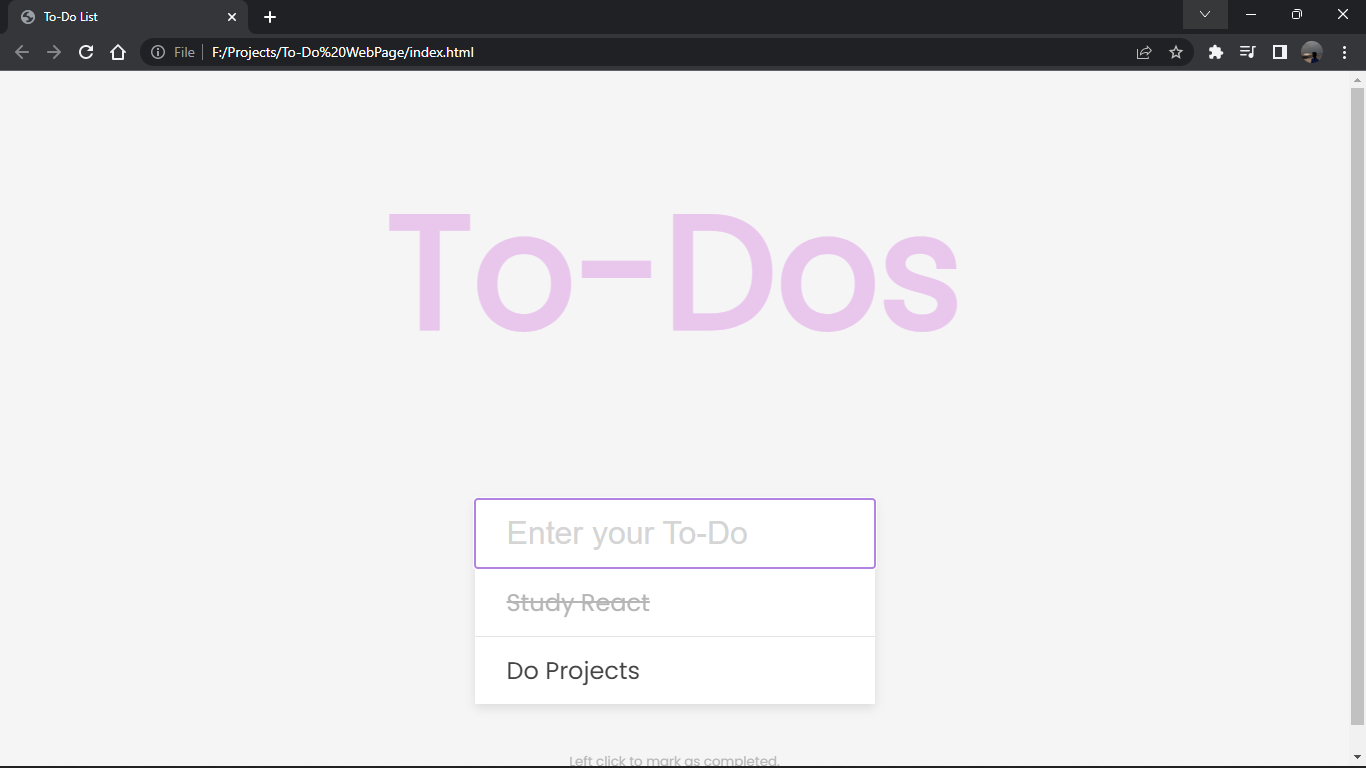 To-Do List
File
F:/Projects/To-Do%20WebPage/index.html
To-Dos
Enter your To-Do
Study React
Do Projects
Left click to mark as completed.